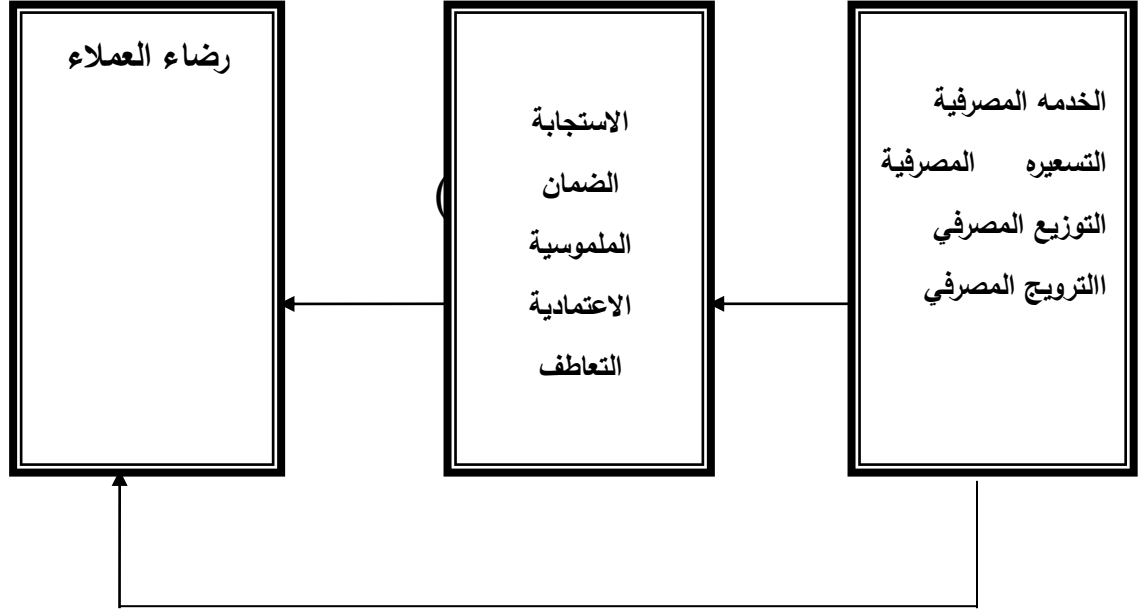 الخدمه المصرفية
التسعيره المصرفية
التوزيع المصرفي
االترويج المصرفي
الاستجابة
الضمان
الملموسية
الاعتمادية
التعاطف
(
رضاء العملاء